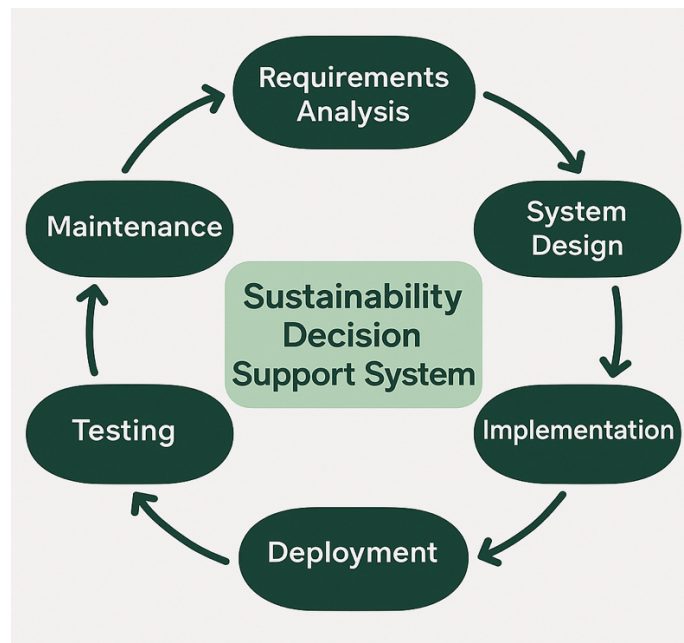 Requirements
Analysis
System
Design
Implementation
Deployment
Testing
Maintenance
Sustainability
Decision
Support System